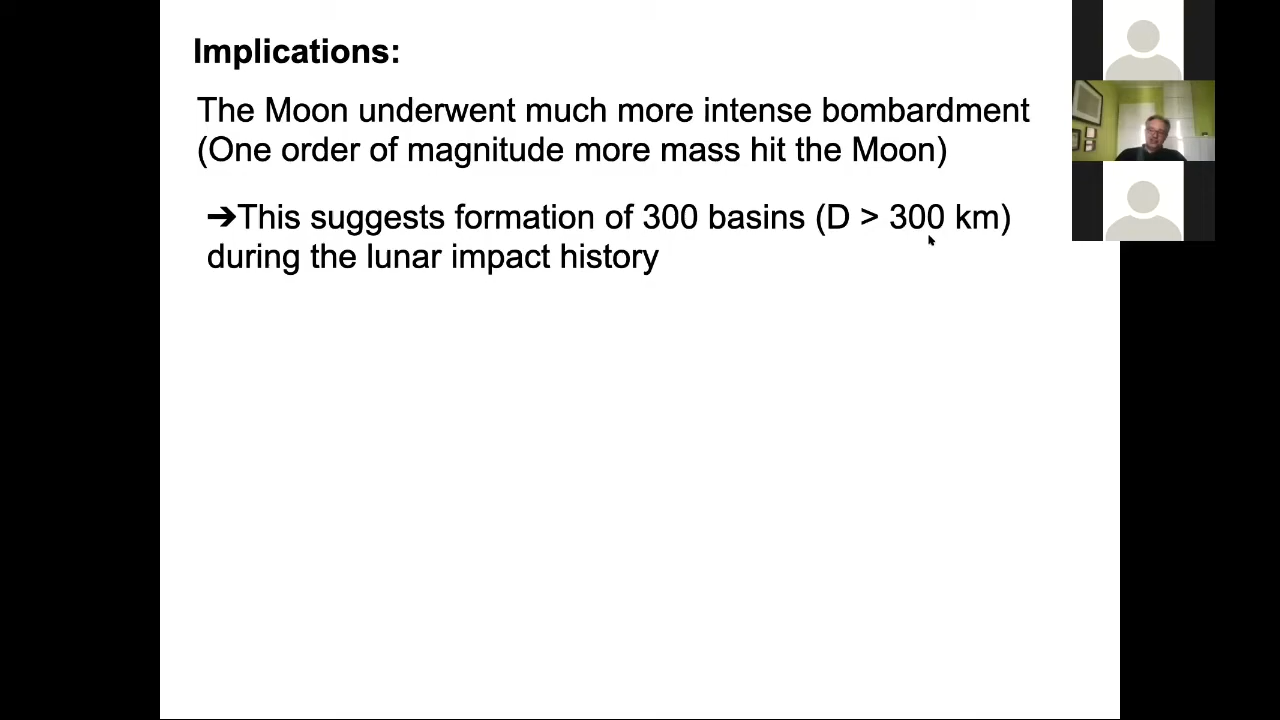 Implications:
The Moon underwent much more intense bombardment
(One order of magnitude more mass hit the Moon)
➔This suggests formation of 300 basins (D > 300 km)
during the lunar impact history